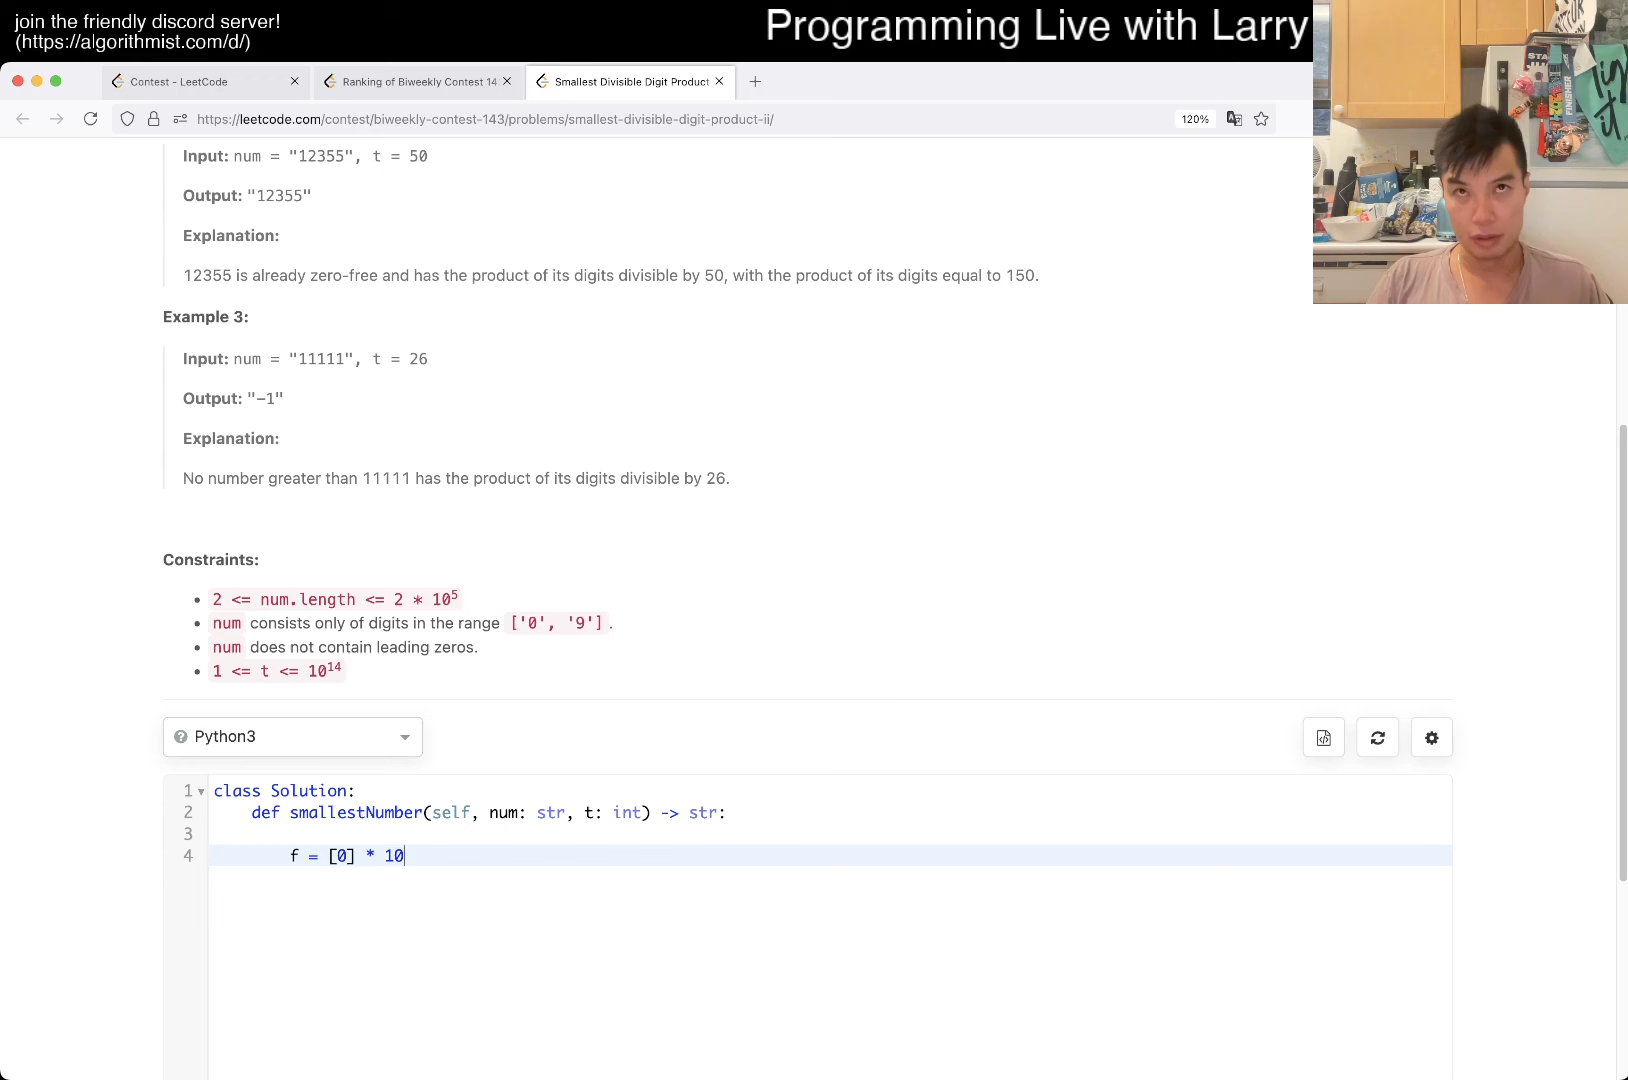 join the friendly discord server!
(https://algorithmist.com/d/)
Programming Live with Larry
Contest - LeetCode
Ranking of Biweekly Contest 14
Smallest Divisible Digit Product
https://leetcode.com/contest/biweekly-contest-143/problems/smallest-divisible-digit-product-ii/
120%
Input: num = "12355", t = 50
Output: "12355"
Explanation:
12355 is already zero-free and has the product of its digits divisible by 50, with the product of its digits equal to 150.
Example 3:
Input: num = "11111", t = 26
Output: "-1"
Explanation:
No number greater than 11111 has the product of its digits divisible by 26.
Constraints:
2 <= num.length <= 2 * 10⁵
num consists only of digits in the range ['0', '9'].
num does not contain leading zeros.
1 <= t <= 10¹⁴
Python3
1 class Solution:
2 def smallestNumber(self, num: str, t: int) -> str:
3
4 f = [0] * 10